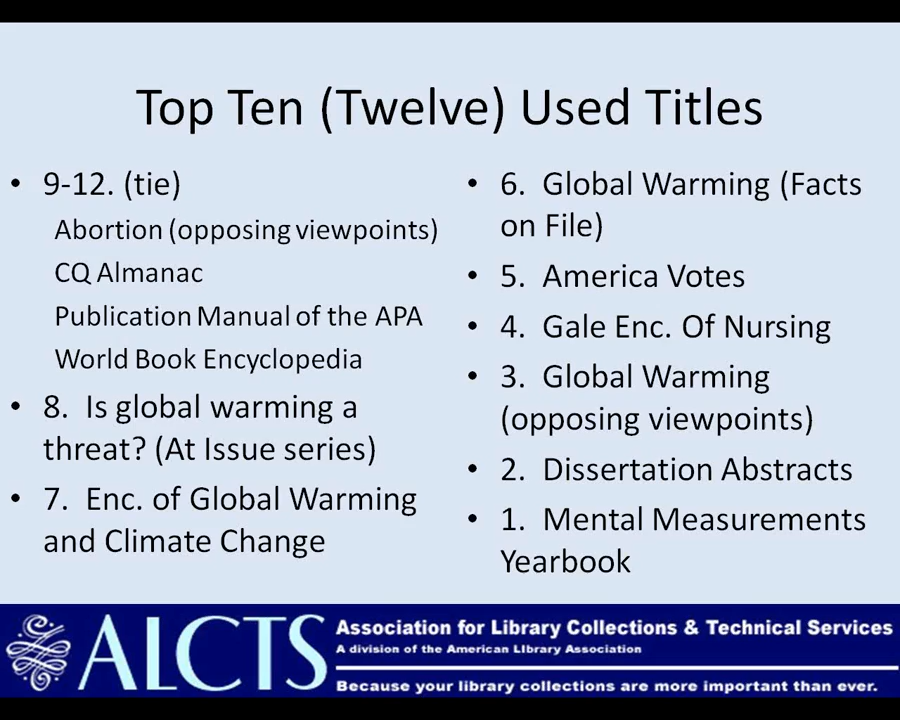 Top Ten (Twelve) Used Titles
• 9-12. (tie)
Abortion (opposing viewpoints)
CQ Almanac
Publication Manual of the APA
World Book Encyclopedia
• 8. Is global warming a
threat? (At Issue series)
• 7. Enc. of Global Warming
and Climate Change
• 6. Global Warming (Facts
on File)
• 5. America Votes
• 4. Gale Enc. Of Nursing
• 3. Global Warming
(opposing viewpoints)
• 2. Dissertation Abstracts
• 1. Mental Measurements
Yearbook
ALCTS
Association for Library Collections & Technical Services
A division of the American Library Association
Because your library collections are more important than ever.